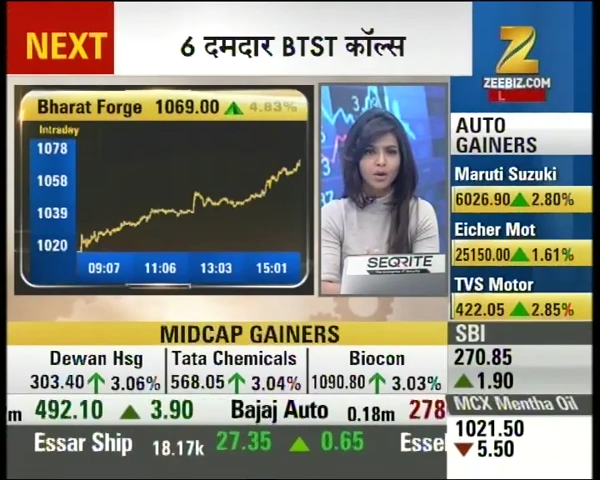 NEXT
6 दमदार BTST कॉल्स
Z
ZEEBIZ.COM
L
Bharat Forge 1069.00 4.83%
Intraday
1078
1058
1039
1020
09:07 11:06 13:03 15:01
SEQRITE
AUTO GAINERS
Maruti Suzuki
6026.90 2.80%
Eicher Mot
25150.00 1.61%
TVS Motor
422.05 2.85%
SBI
270.85
1.90
MCX Mentha Oil
1021.50
5.50
MIDCAP GAINERS
Dewan Hsg Tata Chemicals Biocon
303.40 3.06% 568.05 3.04% 1090.80 3.03%
m 492.10 3.90 Bajaj Auto 0.18m 278
Essar Ship 18.17k 27.35 0.65 Essel